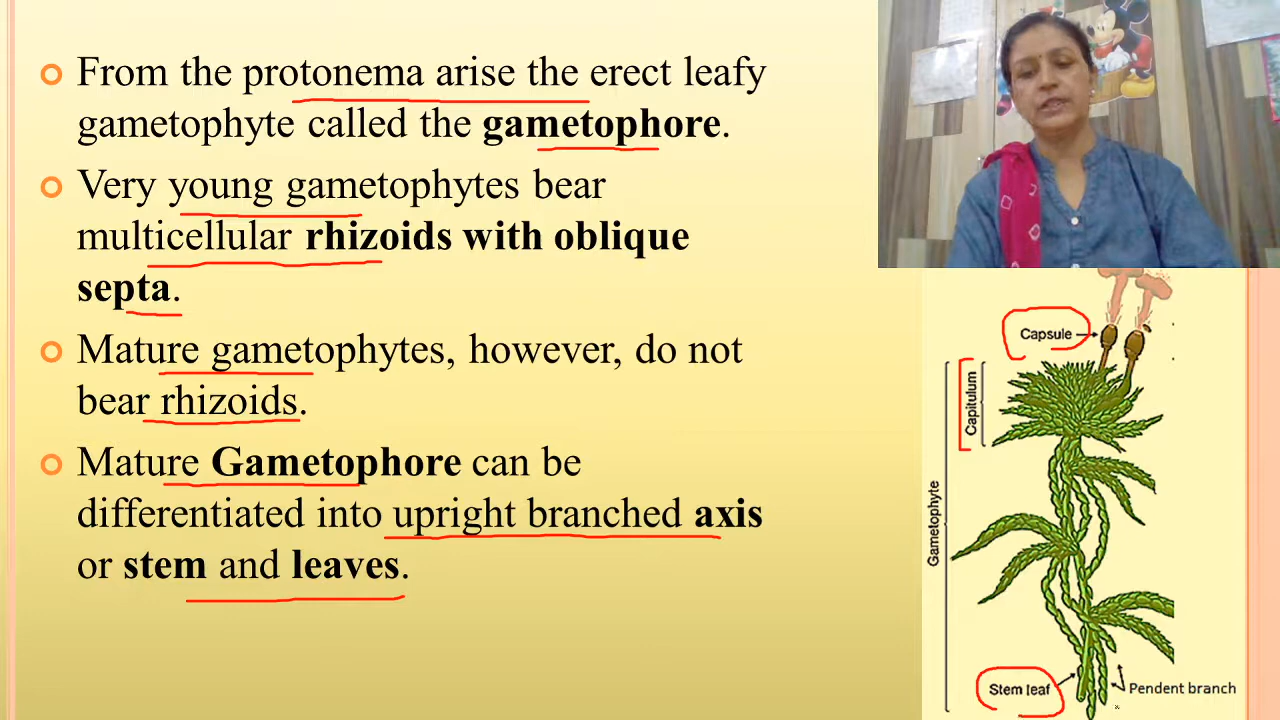 From the protonema arise the erect leafy
gametophyte called the gametophore.
Very young gametophytes bear
multicellular rhizoids with oblique
septa.
Mature gametophytes, however, do not
bear rhizoids.
Mature Gametophore can be
differentiated into upright branched axis
or stem and leaves.
Capsule
Capitulum
Gametophyte
Stem leaf
Pendent branch